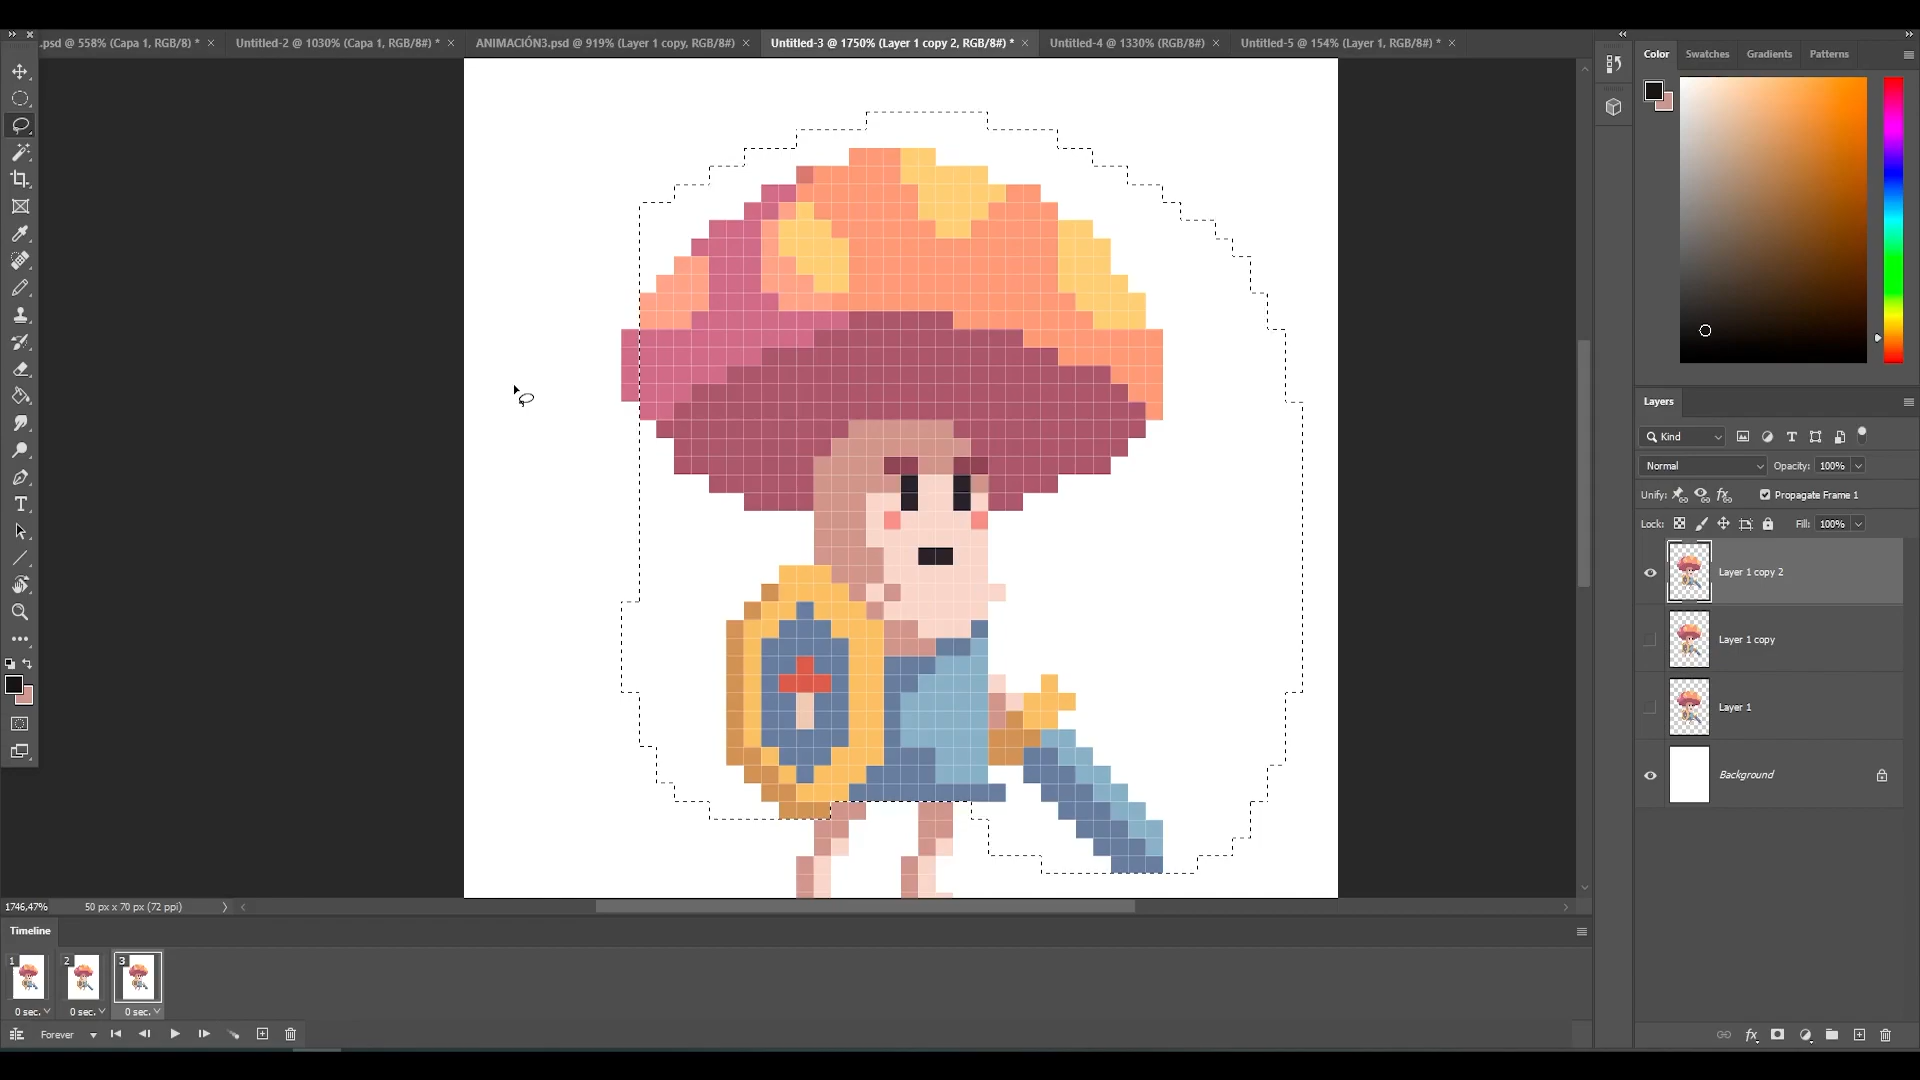 .psd @ 558% (Capa 1, RGB/8) *
Untitled-2 @ 1030% (Capa 1, RGB/8#) *
ANIMACIÓN3.psd @ 919% (Layer 1 copy, RGB/8#)
Untitled-3 @ 1750% (Layer 1 copy 2, RGB/8#) *
Untitled-4 @ 1330% (RGB/8#)
Untitled-5 @ 154% (Layer 1, RGB/8#) *
Color
Swatches
Gradients
Patterns
Layers
Kind
Normal
Opacity: 100%
Unify:
Propagate Frame 1
Lock:
Fill: 100%
Layer 1 copy 2
Layer 1 copy
Layer 1
Background
1746,47%
50 px x 70 px (72 ppi)
Timeline
1
2
3
0 sec.
0 sec.
0 sec.
Forever